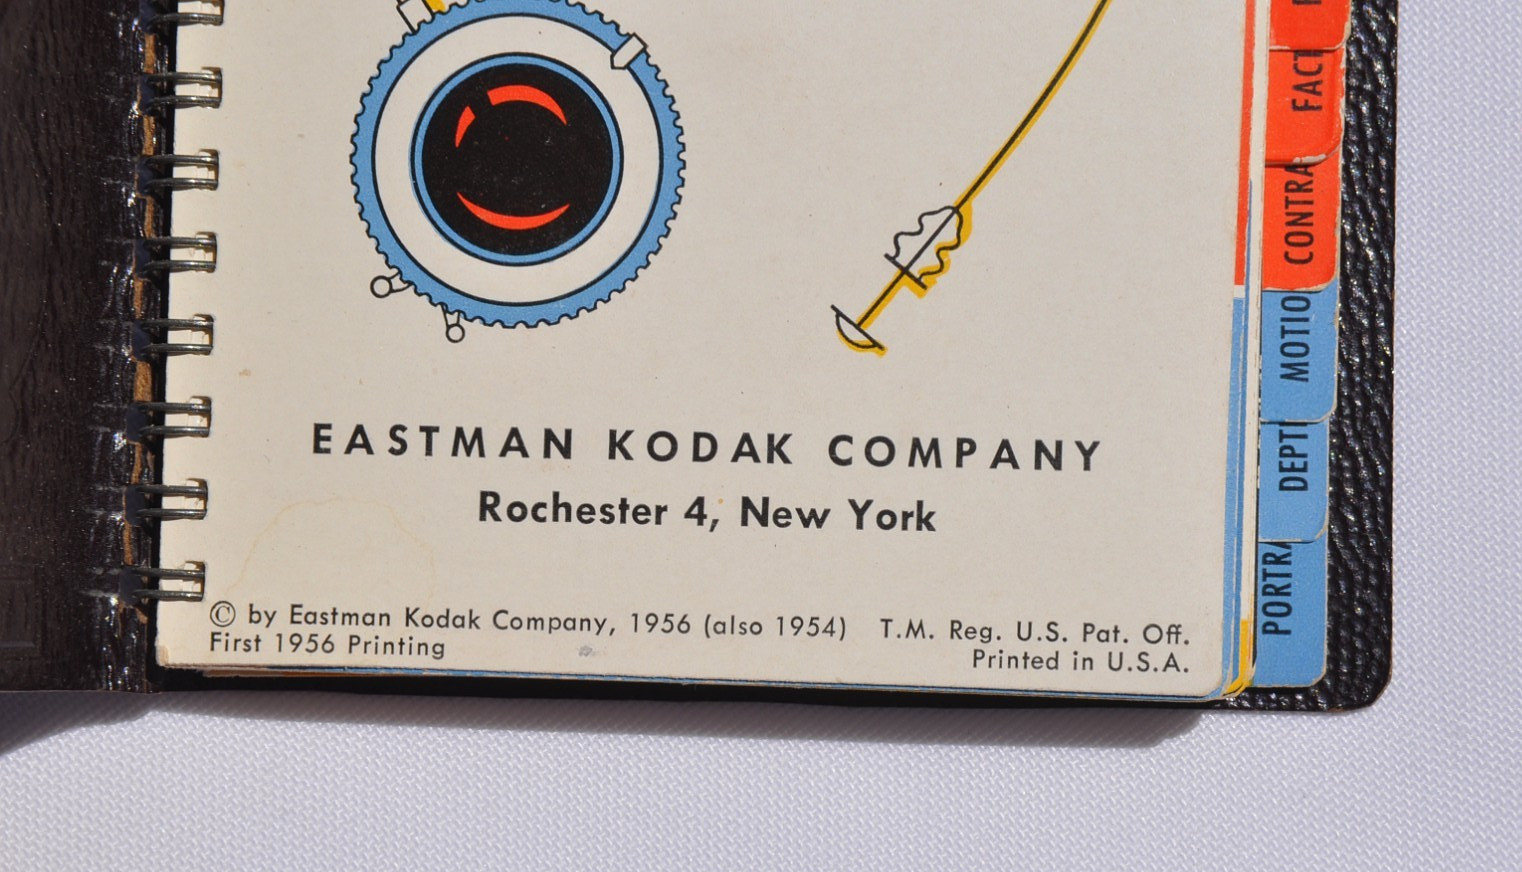 EASTMAN KODAK COMPANY
Rochester 4, New York
© by Eastman Kodak Company, 1956 (also 1954) T.M. Reg. U.S. Pat. Off.
First 1956 Printing
Printed in U.S.A.
FACT
CONTRA
MOTIO
DEPT
PORTRA